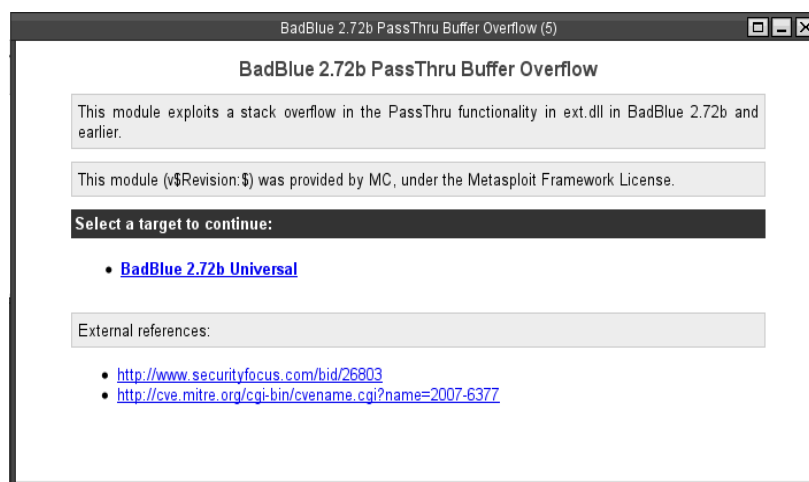 BadBlue 2.72b PassThru Buffer Overflow (5)
BadBlue 2.72b PassThru Buffer Overflow
This module exploits a stack overflow in the PassThru functionality in ext.dll in BadBlue 2.72b and
earlier.
This module (v$Revision:$) was provided by MC, under the Metasploit Framework License.
Select a target to continue:
BadBlue 2.72b Universal
External references:
http://www.securityfocus.com/bid/26803
http://cve.mitre.org/cgi-bin/cvename.cgi?name=2007-6377